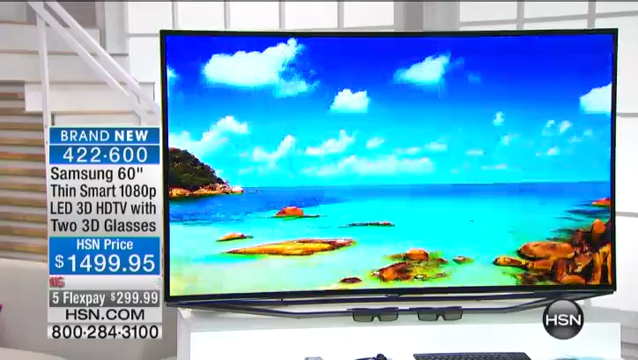 BRAND NEW
422·600
Samsung 60"
Thin Smart 1080p
LED 3D HDTV with
Two 3D Glasses
HSN Price
$1499.95
5 Flexpay $299.99
HSN.COM
800·284·3100
HSN